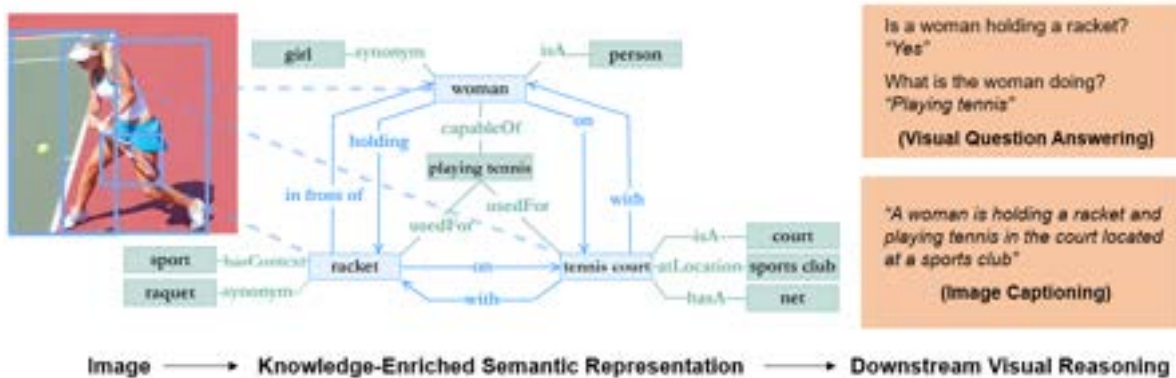 girl
synonym
isA
person
woman
capableOf
holding
on
playing tennis
in front of
usedFor
usedFor
with
sport
hasContext
racket
on
tennis court
isA
court
atLocation
sports club
raquet
synonym
with
hasA
net
Is a woman holding a racket?
"Yes"
What is the woman doing?
"Playing tennis"
(Visual Question Answering)
"A woman is holding a racket and
playing tennis in the court located
at a sports club"
(Image Captioning)
Image
Knowledge-Enriched Semantic Representation
Downstream Visual Reasoning